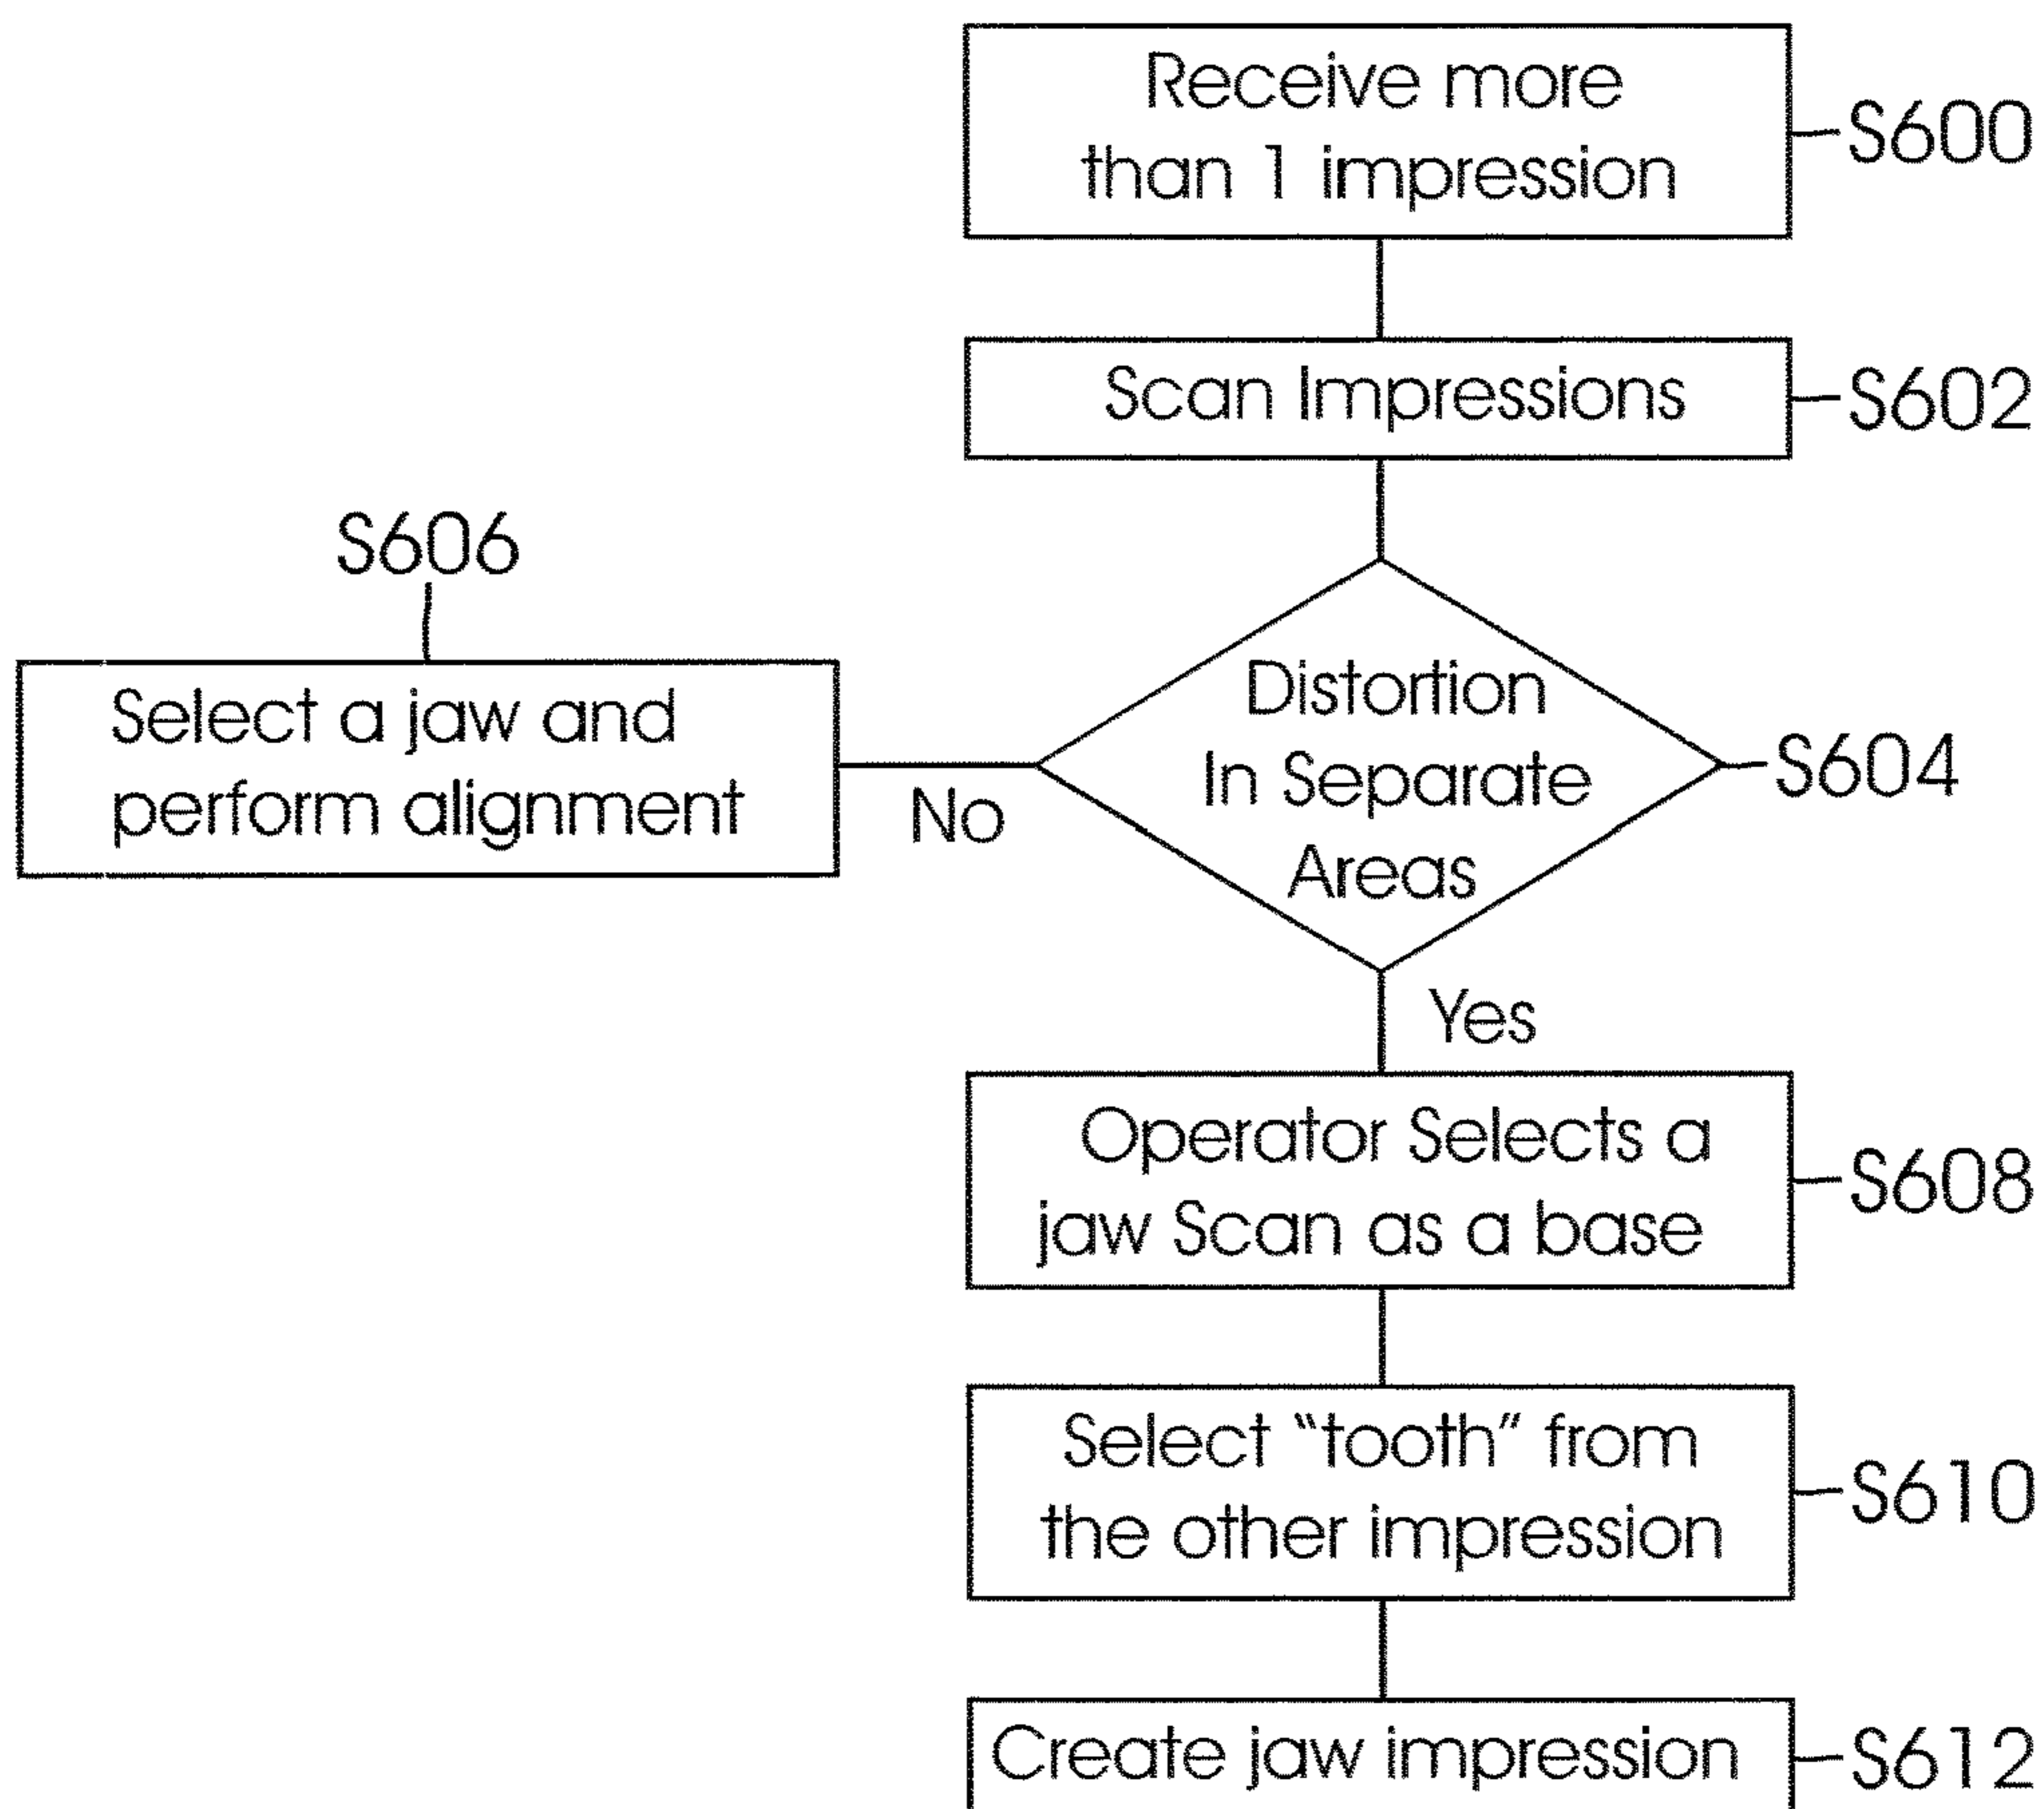 Receive more
than 1 impression
S600
Scan Impressions
S602
S606
Select a jaw and
perform alignment
No
Distortion
In Separate
Areas
S604
Yes
Operator Selects a
jaw Scan as a base
S608
Select “tooth” from
the other impression
S610
Create jaw impression
S612